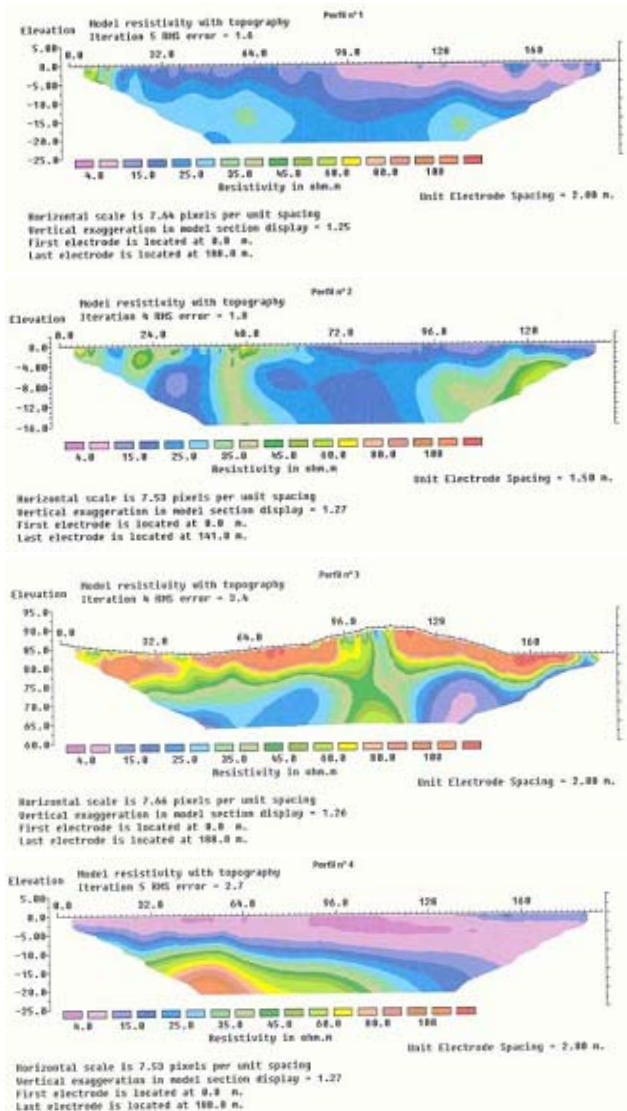 Perfil nº1
Elevation Model resistivity with topography
Iteration 5 RMS error = 1.6
0.0 32.0 64.0 96.0 128 160
5.00
0.0
-5.00
-10.0
-15.0
-20.0
-25.0
4.0 15.0 25.0 35.0 45.0 60.0 80.0 100
Resistivity in ohm.m
Unit Electrode Spacing = 2.00 m.
Horizontal scale is 7.64 pixels per unit spacing
Vertical exaggeration in model section display = 1.25
First electrode is located at 0.0 m.
Last electrode is located at 188.0 m.
Perfil nº2
Model resistivity with topography
Elevation Iteration 4 RMS error = 1.8
0.0 24.0 48.0 72.0 96.0 120
0.0
-4.00
-8.00
-12.0
-16.0
4.0 15.0 25.0 35.0 45.0 60.0 80.0 100
Resistivity in ohm.m
Unit Electrode Spacing = 1.50 m.
Horizontal scale is 7.53 pixels per unit spacing
Vertical exaggeration in model section display = 1.27
First electrode is located at 0.0 m.
Last electrode is located at 141.0 m.
Perfil nº3
Model resistivity with topography
Elevation Iteration 4 RMS error = 3.4
95.0
90.0
85.0
80.0
75.0
70.0
65.0
60.0
0.0 32.0 64.0 96.0 128 160
4.0 15.0 25.0 35.0 45.0 60.0 80.0 100
Resistivity in ohm.m
Unit Electrode Spacing = 2.00 m.
Horizontal scale is 7.66 pixels per unit spacing
Vertical exaggeration in model section display = 1.26
First electrode is located at 0.0 m.
Last electrode is located at 188.0 m.
Perfil nº4
Model resistivity with topography
Elevation Iteration 5 RMS error = 2.7
0.0 32.0 64.0 96.0 128 160
0.0
-5.00
-10.0
-15.0
-20.0
-25.0
4.0 15.0 25.0 35.0 45.0 60.0 80.0 100
Resistivity in ohm.m
Unit Electrode Spacing = 2.00 m.
Horizontal scale is 7.53 pixels per unit spacing
Vertical exaggeration in model section display = 1.27
First electrode is located at 0.0 m.
Last electrode is located at 188.0 m.